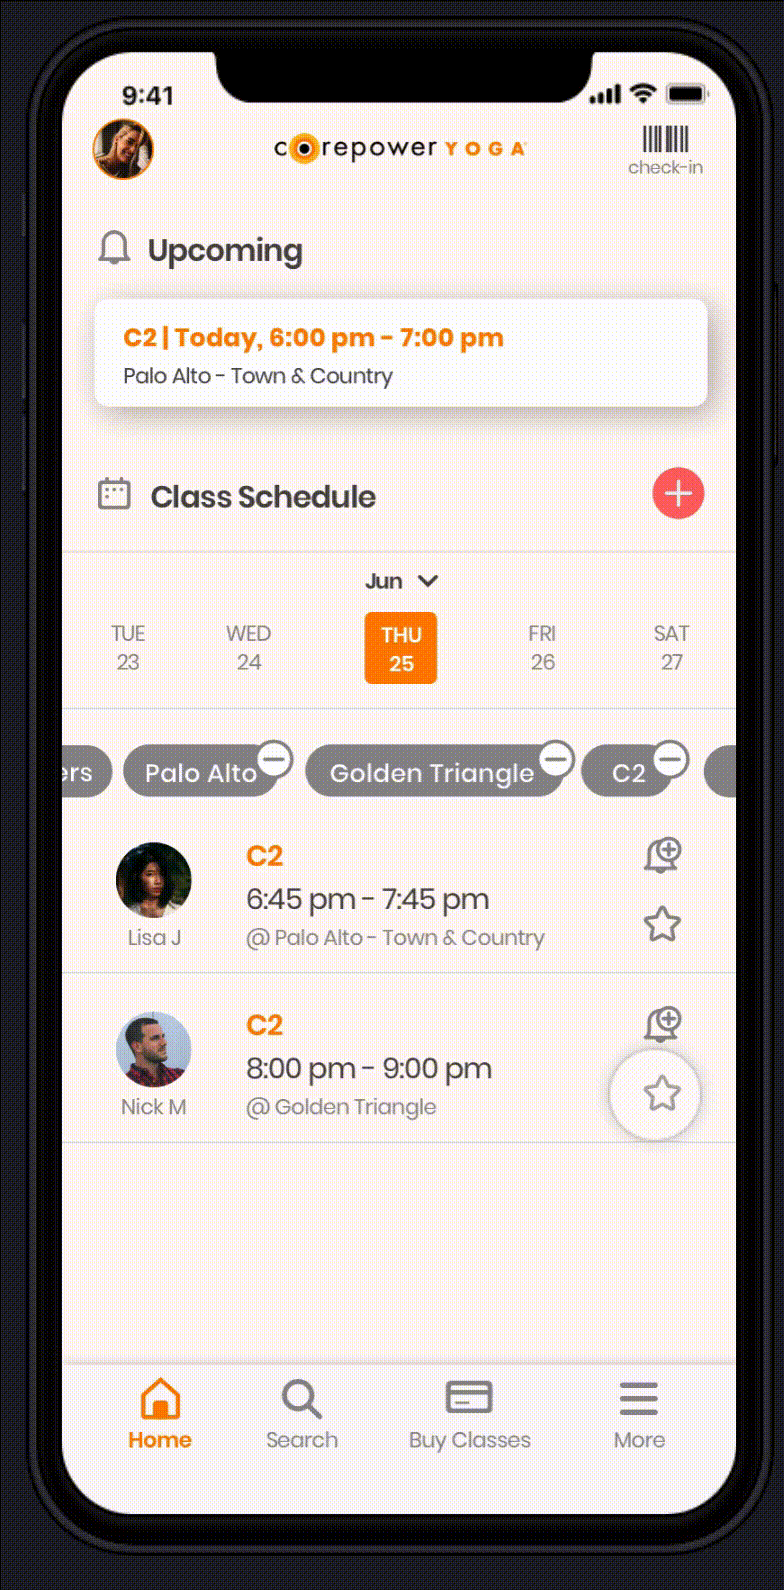 9:41
corepower YOGA
check-in
Upcoming
C2 | Today, 6:00 pm - 7:00 pm
Palo Alto - Town & Country
Class Schedule
Jun
TUE WED THU FRI SAT
23 24 25 26 27
Palo Alto Golden Triangle C2
C2
6:45 pm - 7:45 pm
Lisa J @ Palo Alto - Town & Country
C2
8:00 pm - 9:00 pm
Nick M @ Golden Triangle
Home Search Buy Classes More